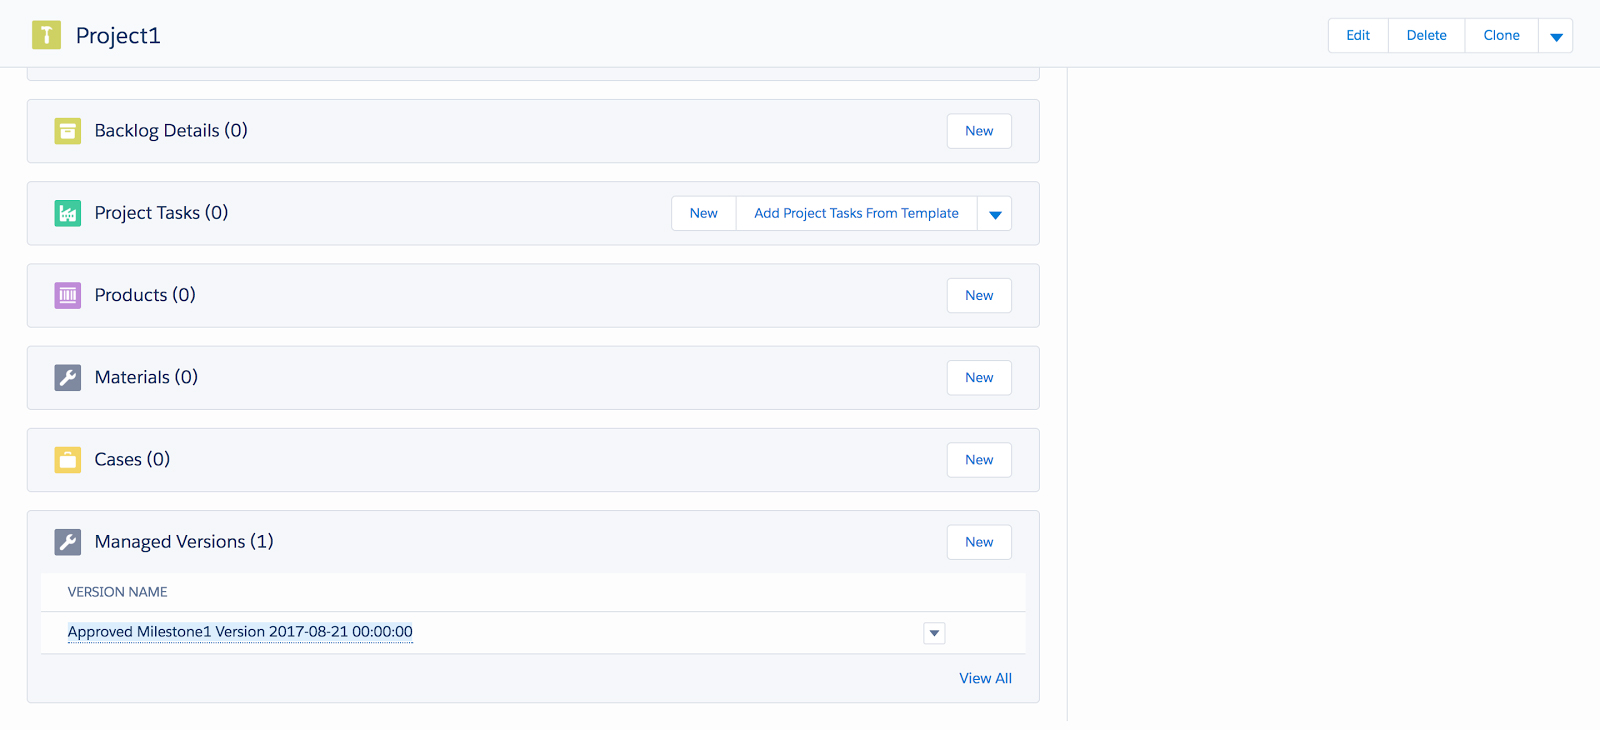 Project1
Edit Delete Clone
Backlog Details (0) New
Project Tasks (0) New Add Project Tasks From Template
Products (0) New
Materials (0) New
Cases (0) New
Managed Versions (1) New
VERSION NAME
Approved Milestone1 Version 2017-08-21 00:00:00
View All